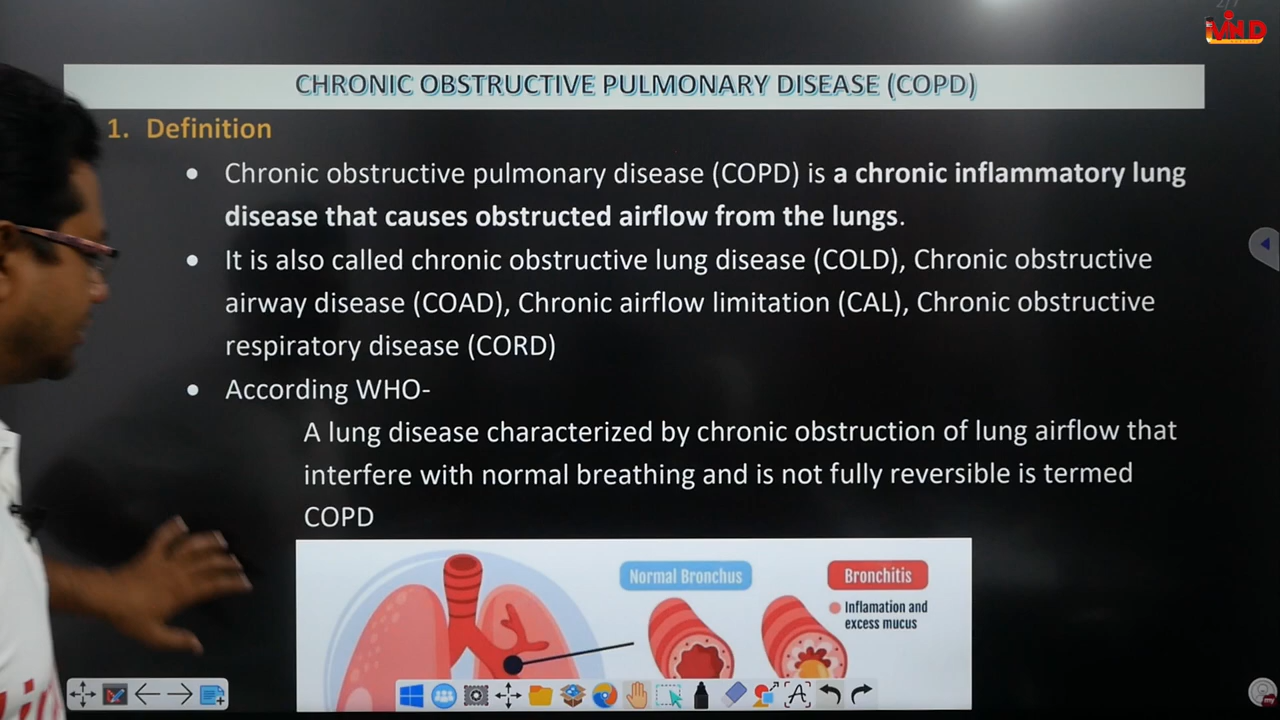 2/7
iMIND
CHRONIC OBSTRUCTIVE PULMONARY DISEASE (COPD)
1. Definition
• Chronic obstructive pulmonary disease (COPD) is a chronic inflammatory lung
disease that causes obstructed airflow from the lungs.
• It is also called chronic obstructive lung disease (COLD), Chronic obstructive
airway disease (COAD), Chronic airflow limitation (CAL), Chronic obstructive
respiratory disease (CORD)
• According WHO-
A lung disease characterized by chronic obstruction of lung airflow that
interfere with normal breathing and is not fully reversible is termed
COPD
Normal Bronchus
Bronchitis
Inflamation and
excess mucus
my